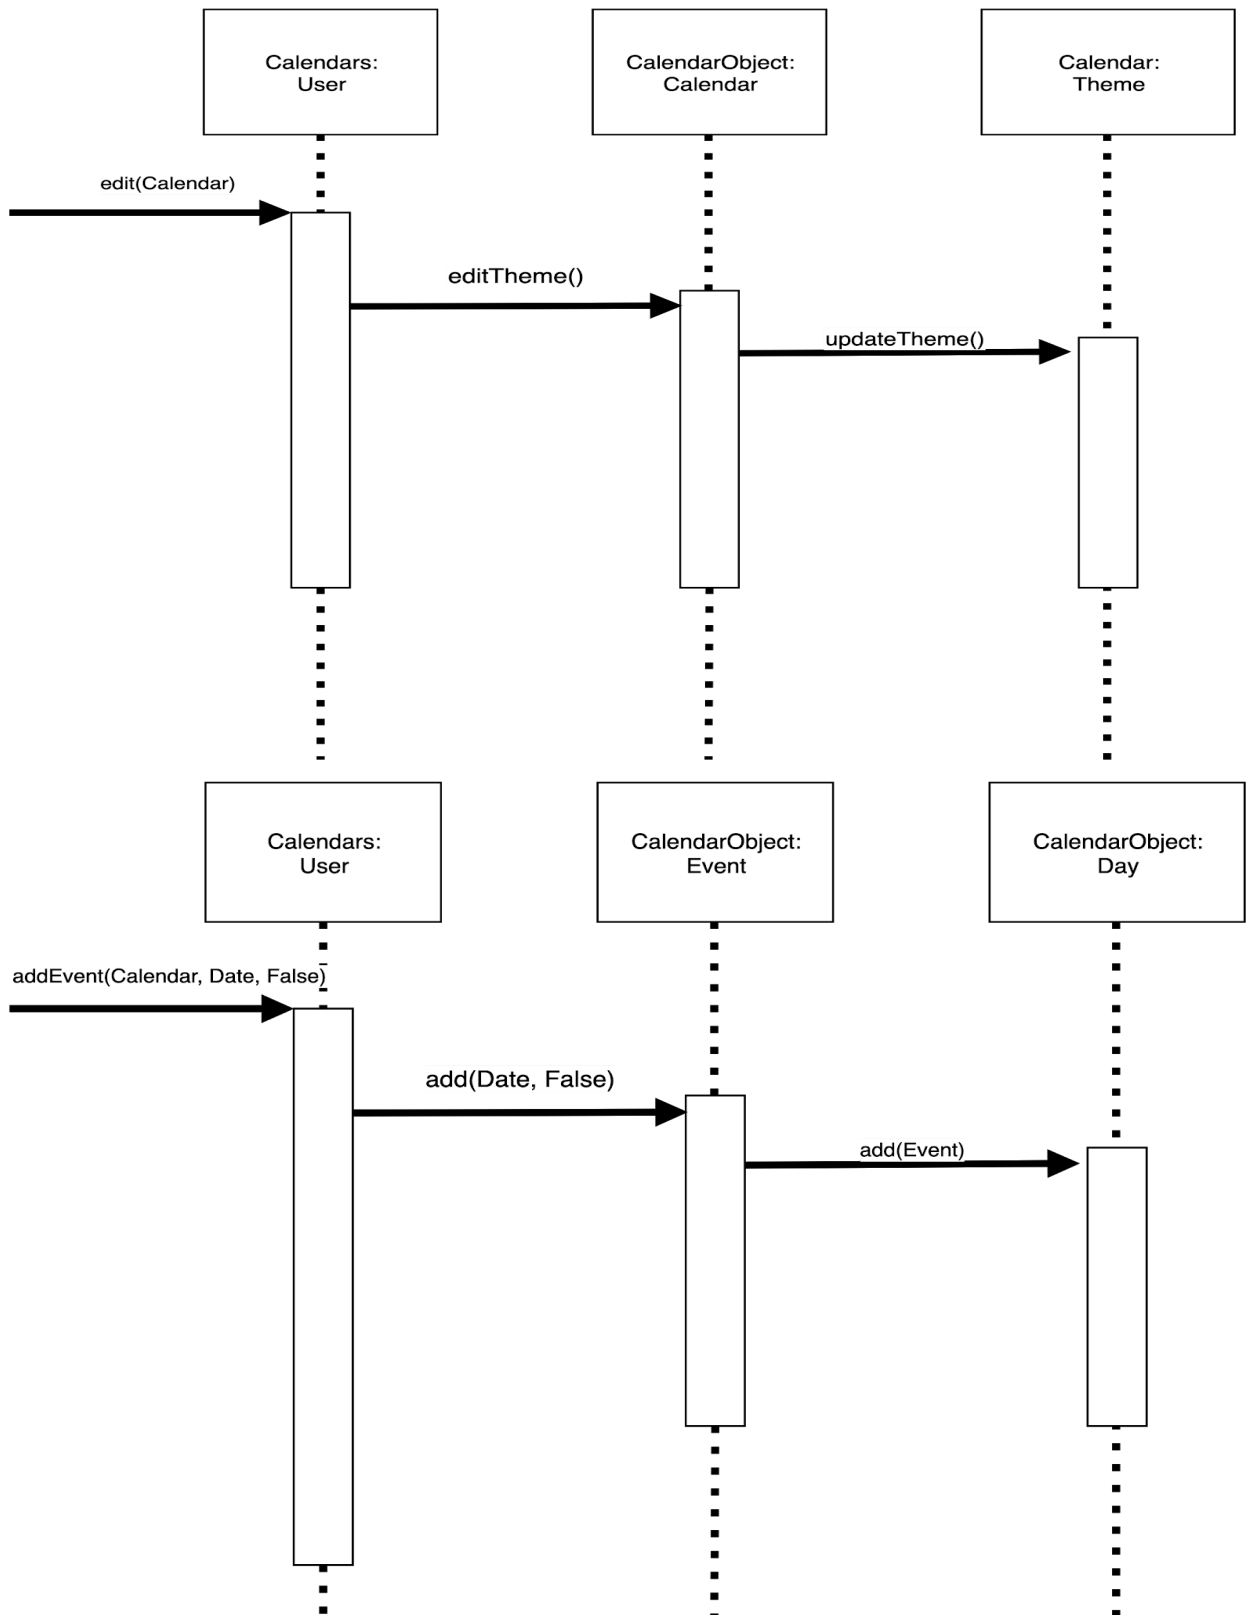 Calendars:
User
CalendarObject:
Calendar
Calendar:
Theme
edit(Calendar)
editTheme()
updateTheme()
Calendars:
User
CalendarObject:
Event
CalendarObject:
Day
addEvent(Calendar, Date, False)
add(Date, False)
add(Event)